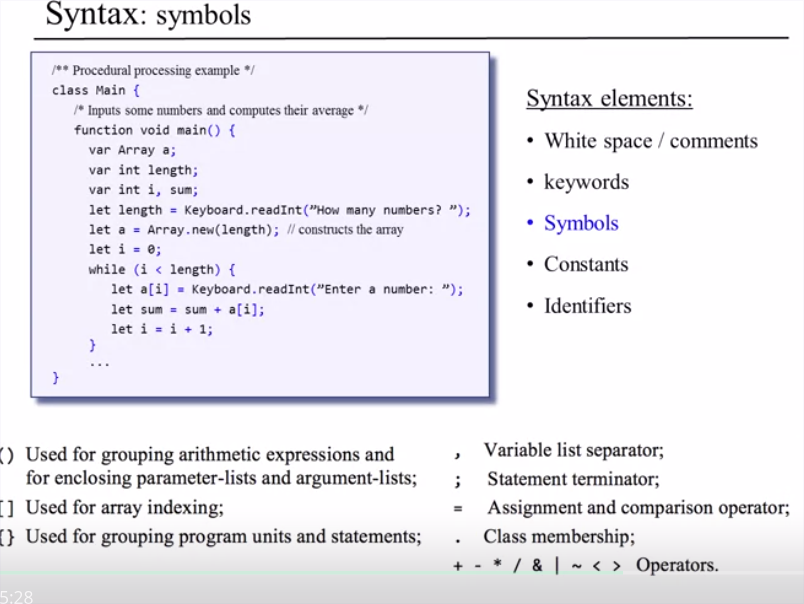 Syntax: symbols
/** Procedural processing example */
class Main {
/* Inputs some numbers and computes their average */
function void main() {
var Array a;
var int length;
var int i, sum;
let length = Keyboard.readInt(”How many numbers? ”);
let a = Array.new(length); // constructs the array
let i = 0;
while (i < length) {
let a[i] = Keyboard.readInt(”Enter a number: ”);
let sum = sum + a[i];
let i = i + 1;
}
...
}
Syntax elements:
• White space / comments
• keywords
• Symbols
• Constants
• Identifiers
() Used for grouping arithmetic expressions and
for enclosing parameter-lists and argument-lists;
[] Used for array indexing;
{} Used for grouping program units and statements;
, Variable list separator;
; Statement terminator;
= Assignment and comparison operator;
. Class membership;
+ - * / & | ~ < > Operators.
5:28